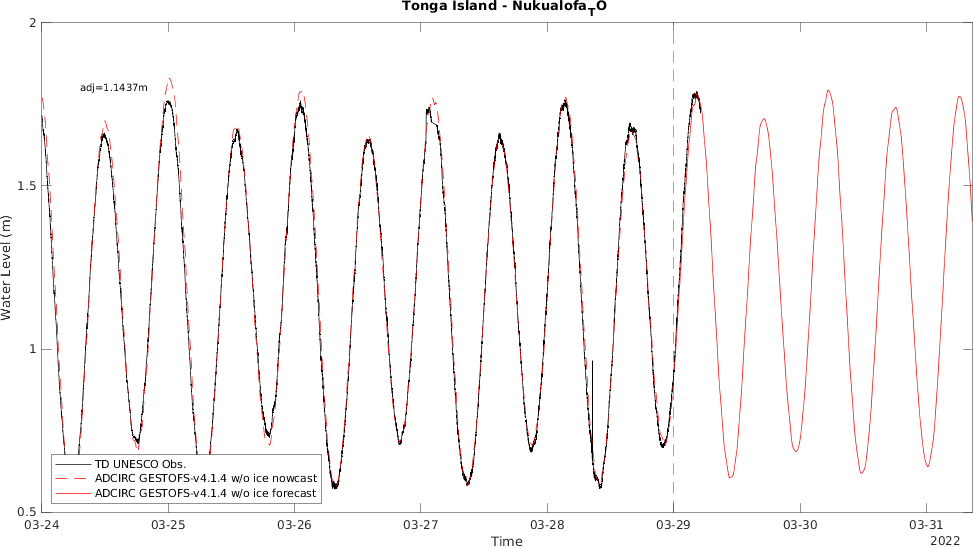 Tonga Island - NukualofaTO
adj=1.1437m
2
1.5
1
0.5
Water Level (m)
TD UNESCO Obs.
ADCIRC GESTOFS-v4.1.4 w/o ice nowcast
ADCIRC GESTOFS-v4.1.4 w/o ice forecast
03-24 03-25 03-26 03-27 03-28 03-29 03-30 03-31
Time
2022